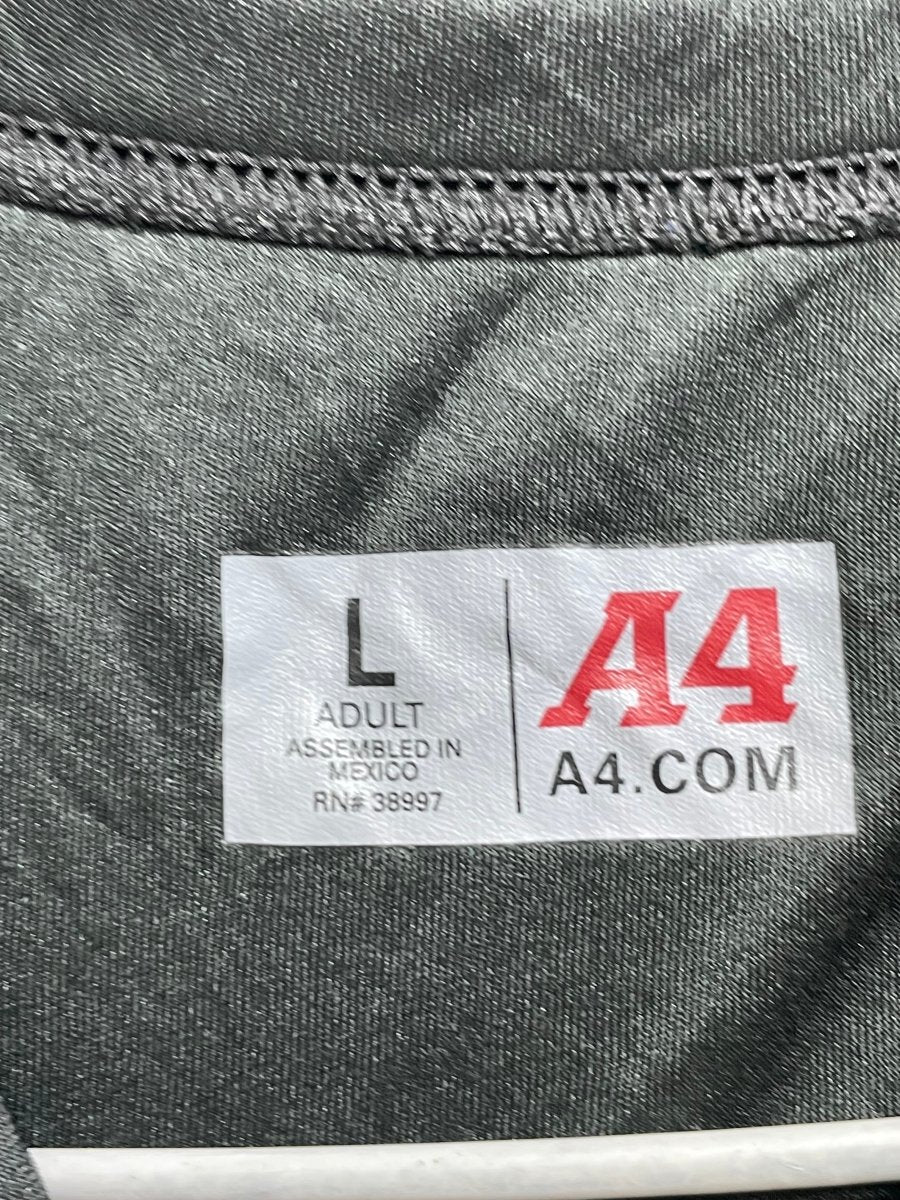 L
ADULT
ASSEMBLED IN
MEXICO
RN# 38997
A4
A4.COM